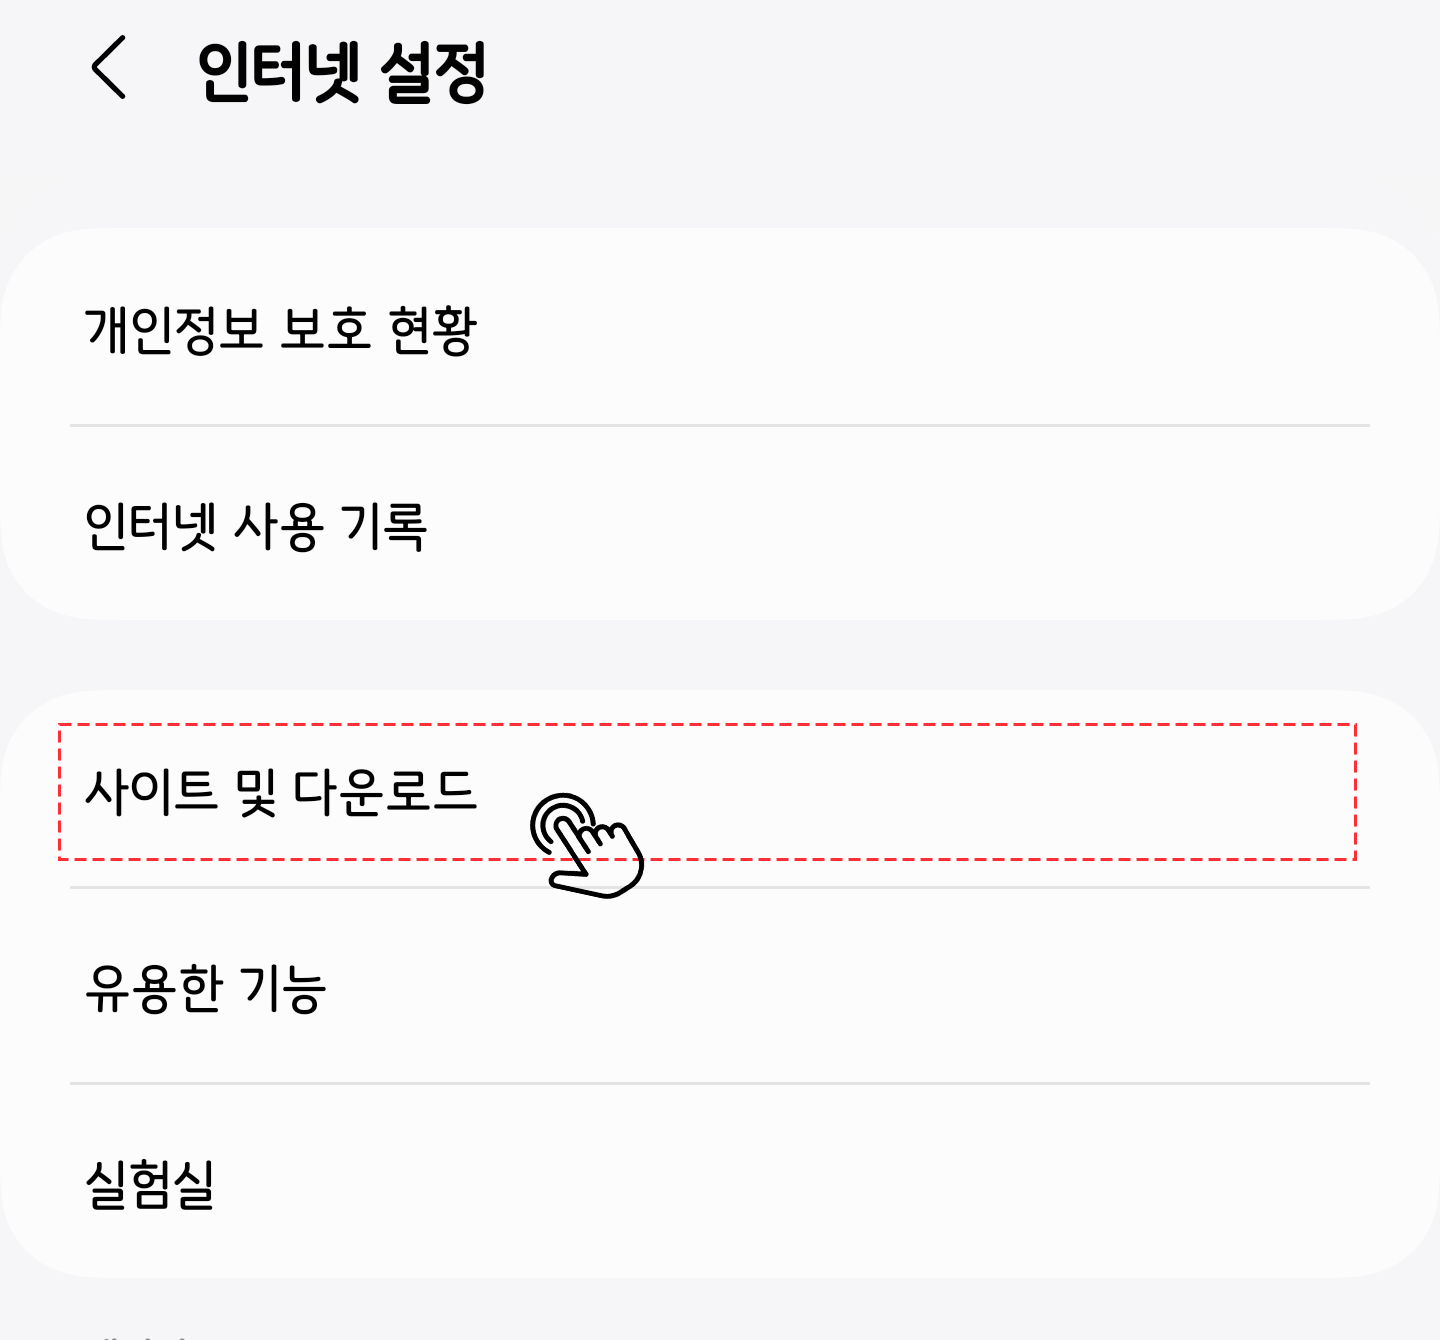 인터넷 설정
개인정보 보호 현황
인터넷 사용 기록
사이트 및 다운로드
유용한 기능
실험실